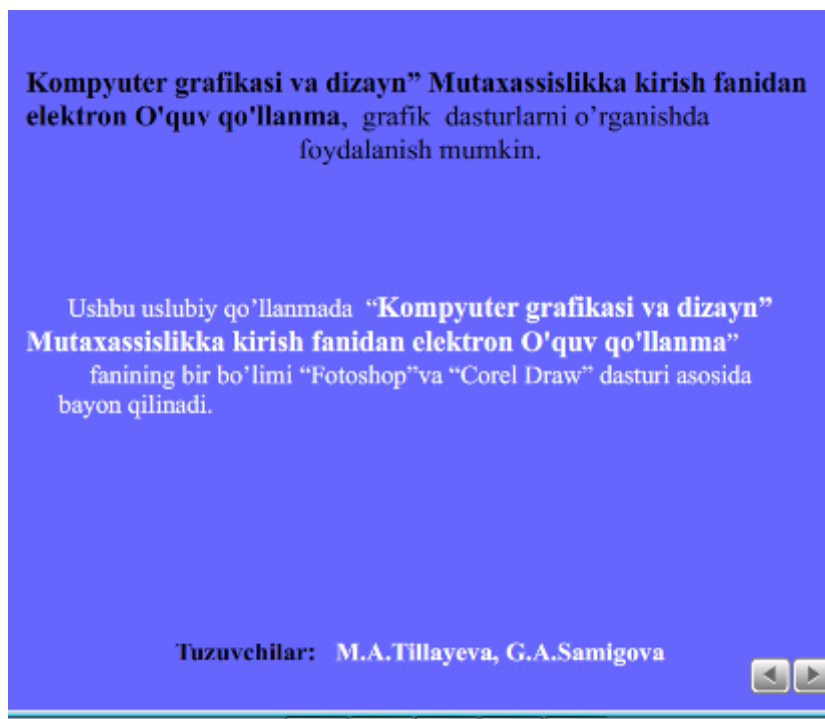 Kompyuter grafikasi va dizayn” Mutaxassislikka kirish fanidan
elektron O'quv qo'llanma, grafik dasturlarni o’rganishda
foydalanish mumkin.
Ushbu uslubiy qo’llanmada “Kompyuter grafikasi va dizayn”
Mutaxassislikka kirish fanidan elektron O'quv qo'llanma”
fanining bir bo’limi “Fotoshop”va “Corel Draw” dasturi asosida
bayon qilinadi.
Tuzuvchilar: M.A.Tillayeva, G.A.Samigova